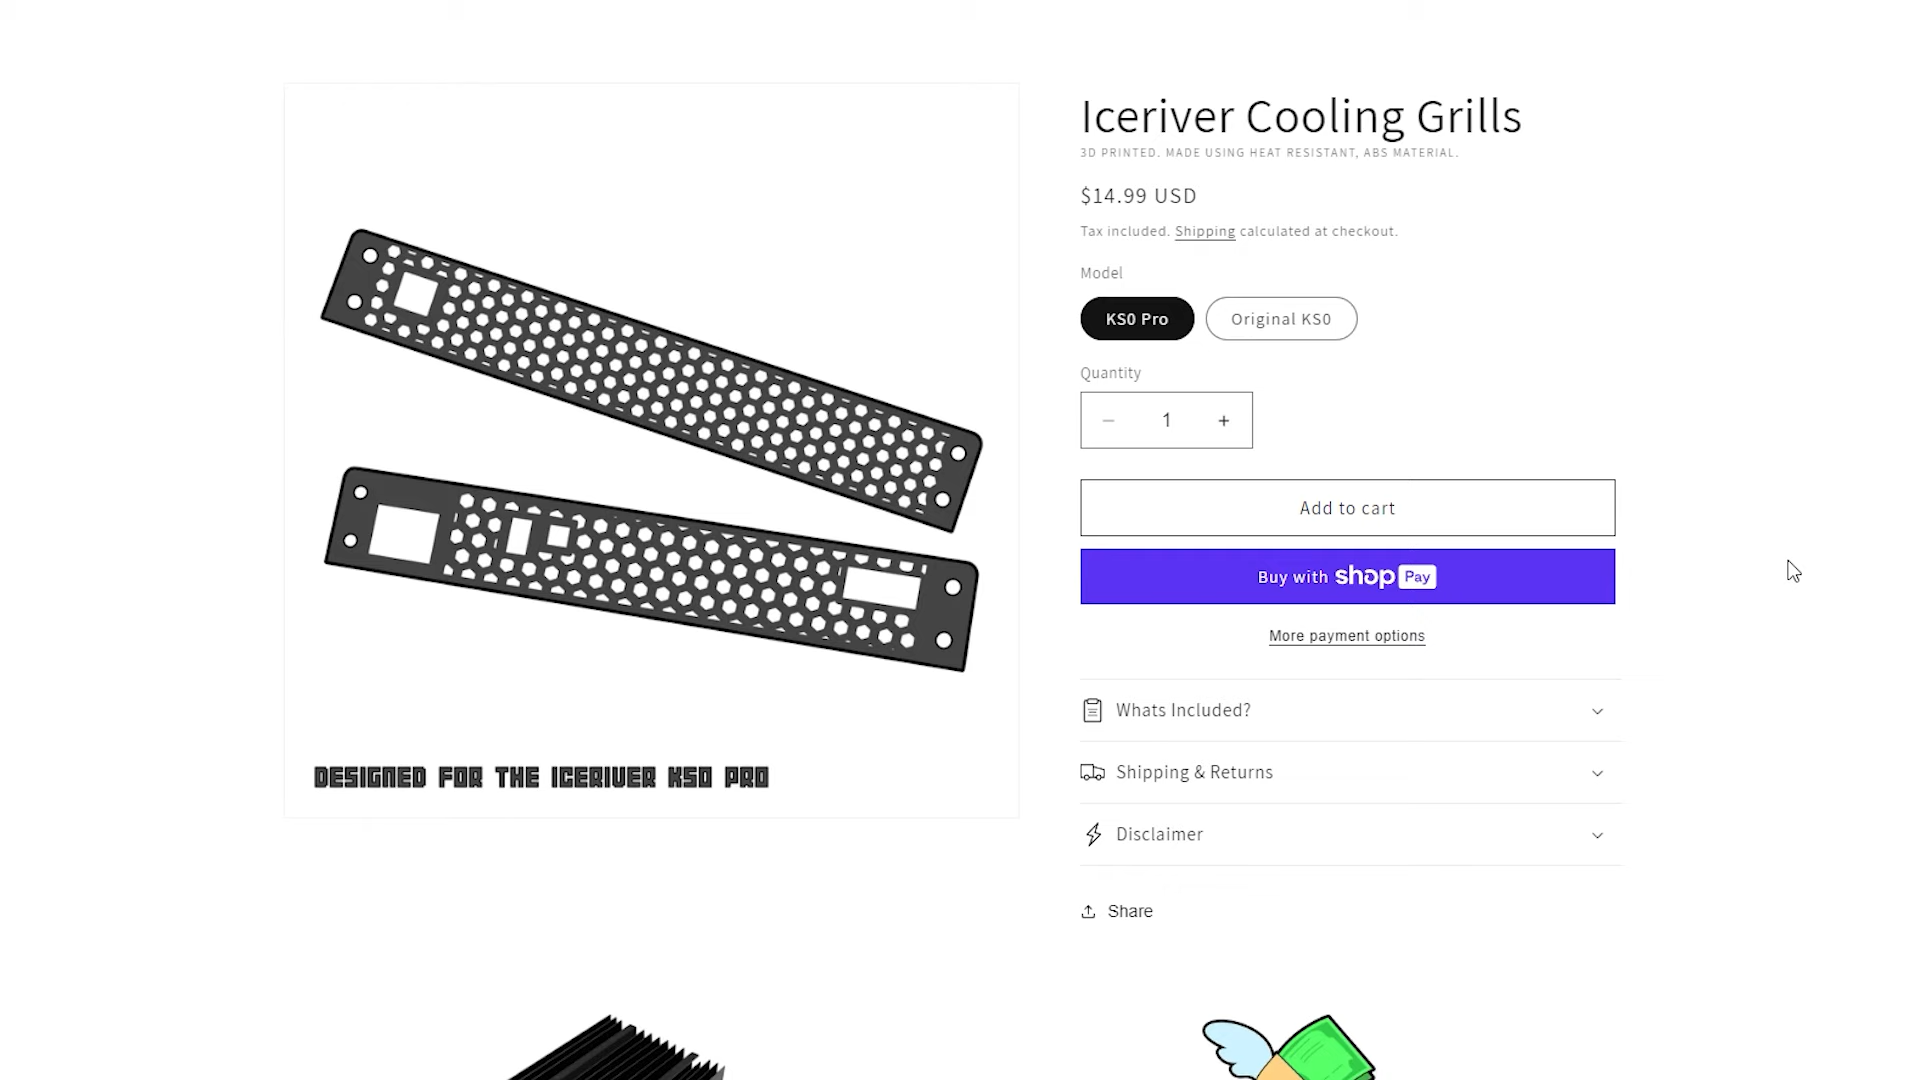 Iceriver Cooling Grills
3D PRINTED. MADE USING HEAT RESISTANT, ABS MATERIAL.
$14.99 USD
Tax included. Shipping calculated at checkout.
Model
KS0 Pro
Original KS0
Quantity
1
Add to cart
Buy with shop Pay
More payment options
Whats Included?
Shipping & Returns
Disclaimer
Share
DESIGNED FOR THE ICERIVER KS0 PRO